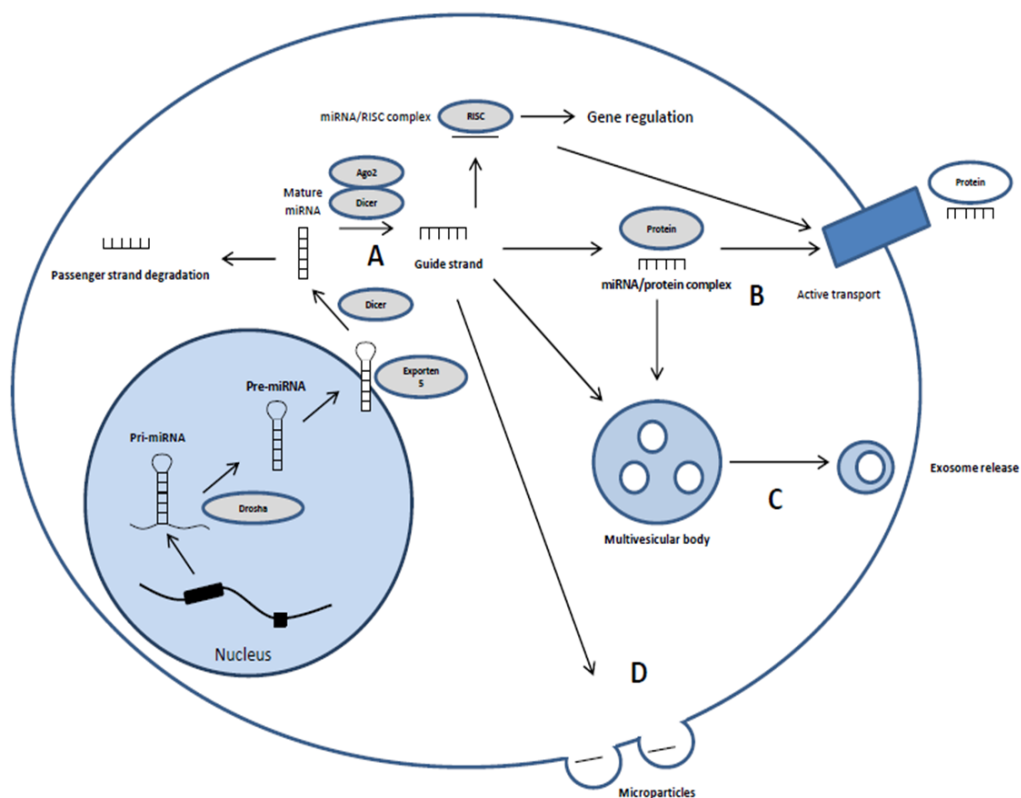 miRNA/RISC complex
RISC
Gene regulation
Ago2
Mature
miRNA
Dicer
Protein
Protein
A
Guide strand
Passenger strand degradation
miRNA/protein complex
B
Active transport
Dicer
Exporten
5
Pre-miRNA
Pri-miRNA
Drosha
Exosome release
C
Multivesicular body
Nucleus
D
Microparticles